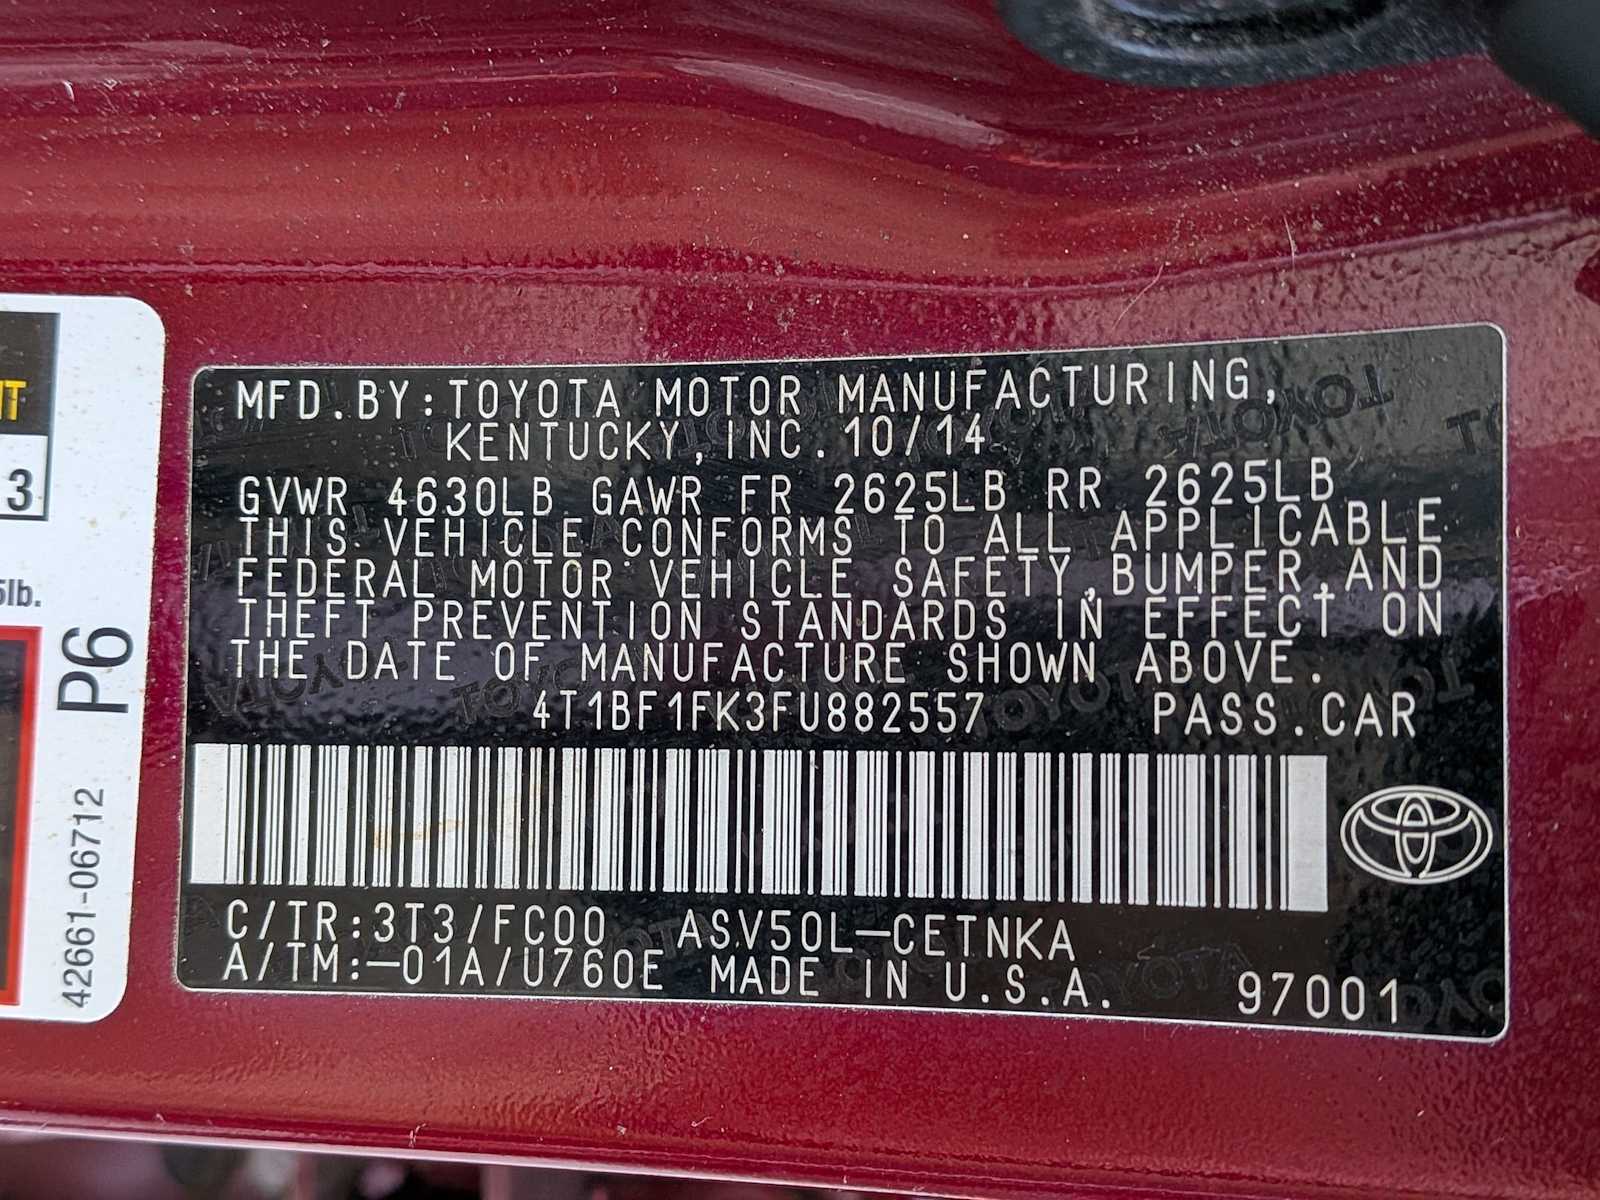 MFD.BY:TOYOTA MOTOR MANUFACTURING,
KENTUCKY,INC.10/14
GVWR 4630LB GAWR FR 2625LB RR 2625LB
THIS VEHICLE CONFORMS TO ALL APPLICABLE
FEDERAL MOTOR VEHICLE SAFETY,BUMPER,AND
THEFT PREVENTION STANDARDS IN EFFECT ON
THE DATE OF MANUFACTURE SHOWN ABOVE.
4T1BF1FK3FU882557 PASS.CAR
C/TR:3T3/FC00 ASV50L-CETNKA
A/TM:-01A/U760E MADE IN U.S.A. 97001
3
lb.
P6
42661-06712